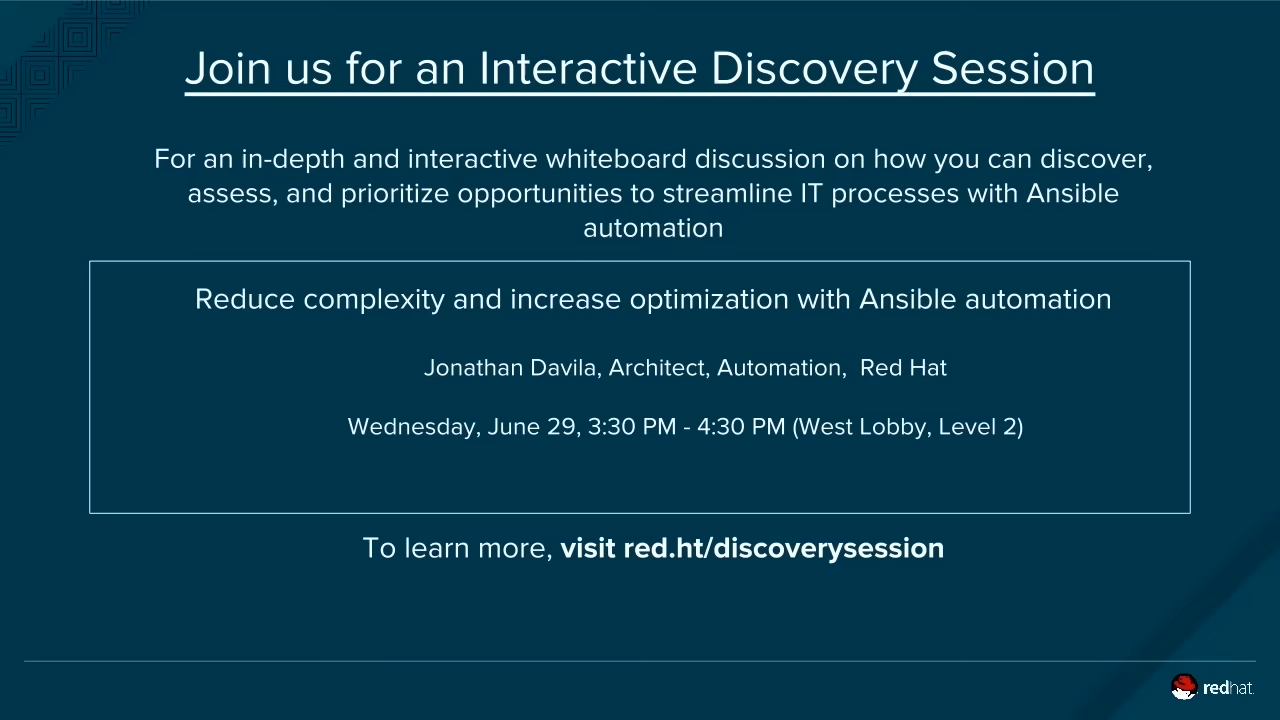 Join us for an Interactive Discovery Session
For an in-depth and interactive whiteboard discussion on how you can discover,
assess, and prioritize opportunities to streamline IT processes with Ansible
automation
Reduce complexity and increase optimization with Ansible automation
Jonathan Davila, Architect, Automation,  Red Hat
Wednesday, June 29, 3:30 PM - 4:30 PM (West Lobby, Level 2)
To learn more, visit red.ht/discoverysession
redhat.